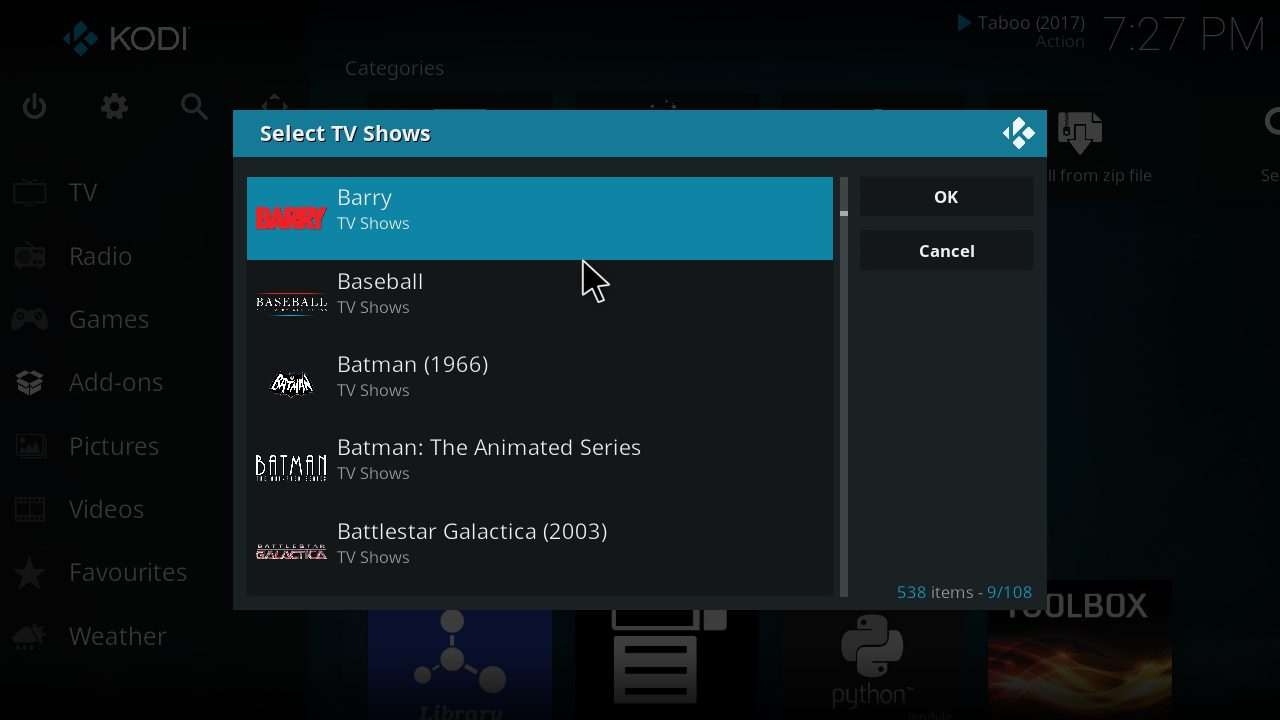 KODI
Taboo (2017)
Action
7:27 PM
Categories
Select TV Shows
BARRY
Barry
TV Shows
OK
ll from zip file
Se
TV
BASEBALL
Baseball
TV Shows
Cancel
Radio
Games
BATMAN
Batman (1966)
TV Shows
Add-ons
BATMAN
Batman: The Animated Series
TV Shows
Pictures
Videos
BATTLESTAR
GALACTICA
Battlestar Galactica (2003)
TV Shows
Favourites
538 items - 9/108
TOOLBOX
Weather
python™
Library
module